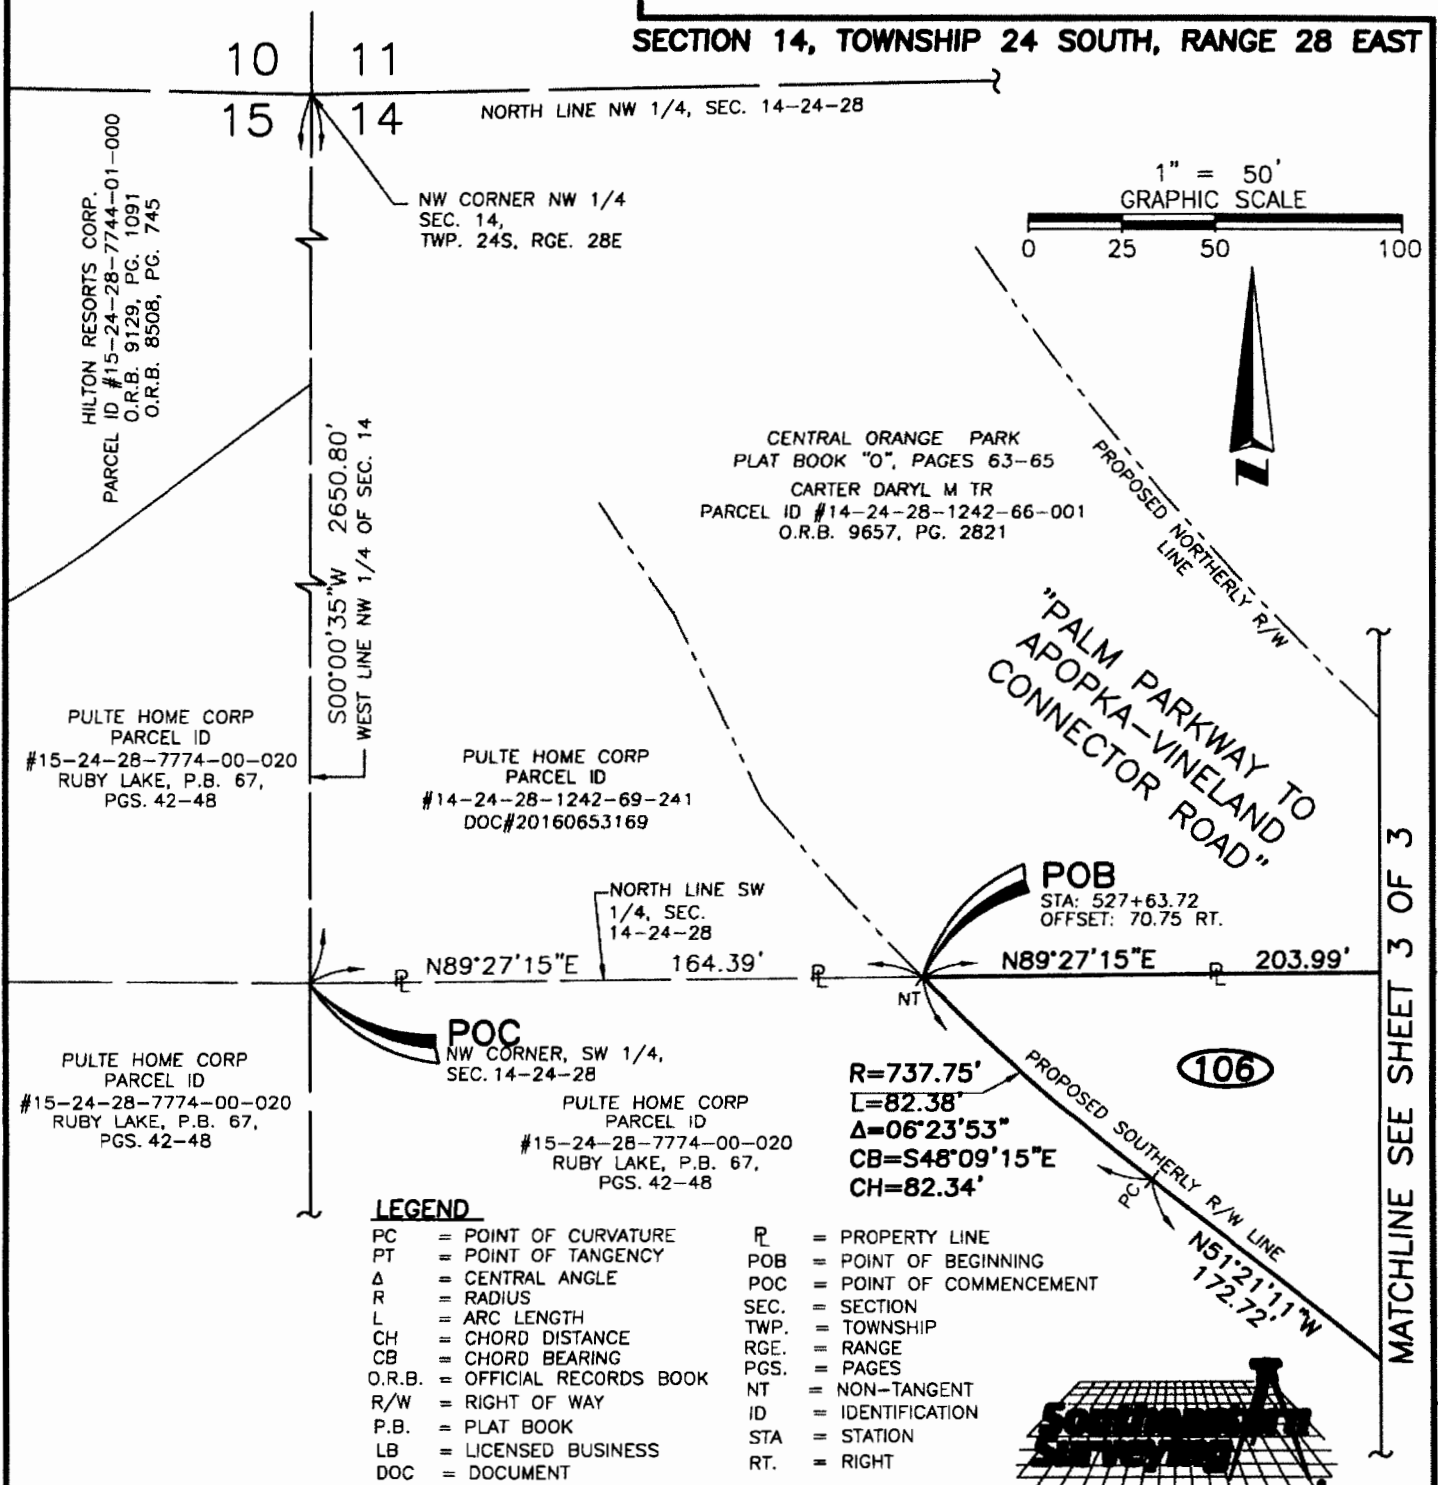 SECTION 14, TOWNSHIP 24 SOUTH, RANGE 28 EAST
10 11
15 14
NORTH LINE NW 1/4, SEC. 14-24-28
NW CORNER NW 1/4
SEC. 14,
TWP. 24S, RGE. 28E
1" = 50'
GRAPHIC SCALE
0 25 50 100
HILTON RESORTS CORP.
PARCEL ID #15-24-28-7744-01-000
O.R.B. 9129, PG. 1091
O.R.B. 8508, PG. 745
S00°00'35"W 2650.80'
WEST LINE NW 1/4 OF SEC. 14
CENTRAL ORANGE PARK
PLAT BOOK "O", PAGES 63-65
CARTER DARYL M TR
PARCEL ID #14-24-28-1242-66-001
O.R.B. 9657, PG. 2821
PROPOSED NORTHERLY R/W
LINE
Z
"PALM PARKWAY TO
APOPKA-VINELAND
CONNECTOR ROAD"
PULTE HOME CORP
PARCEL ID
#15-24-28-7774-00-020
RUBY LAKE, P.B. 67,
PGS. 42-48
PULTE HOME CORP
PARCEL ID
#14-24-28-1242-69-241
DOC#20160653169
POB
STA: 527+63.72
OFFSET: 70.75 RT.
NORTH LINE SW
1/4, SEC.
14-24-28
PL N89°27'15"E 164.39' PL
N89°27'15"E PL 203.99'
NT
POC
NW CORNER, SW 1/4,
SEC. 14-24-28
PULTE HOME CORP
PARCEL ID
#15-24-28-7774-00-020
RUBY LAKE, P.B. 67,
PGS. 42-48
PULTE HOME CORP
PARCEL ID
#15-24-28-7774-00-020
RUBY LAKE, P.B. 67,
PGS. 42-48
R=737.75'
L=82.38'
Δ=06°23'53"
CB=S48°09'15"E
CH=82.34'
PROPOSED SOUTHERLY R/W LINE
106
PC
N51°21'11"W
172.72'
MATCHLINE SEE SHEET 3 OF 3
LEGEND
PC = POINT OF CURVATURE
PT = POINT OF TANGENCY
Δ = CENTRAL ANGLE
R = RADIUS
L = ARC LENGTH
CH = CHORD DISTANCE
CB = CHORD BEARING
O.R.B. = OFFICIAL RECORDS BOOK
R/W = RIGHT OF WAY
P.B. = PLAT BOOK
LB = LICENSED BUSINESS
DOC = DOCUMENT
PL = PROPERTY LINE
POB = POINT OF BEGINNING
POC = POINT OF COMMENCEMENT
SEC. = SECTION
TWP. = TOWNSHIP
RGE. = RANGE
PGS. = PAGES
NT = NON-TANGENT
ID = IDENTIFICATION
STA = STATION
RT. = RIGHT
Southeastern
Surveying